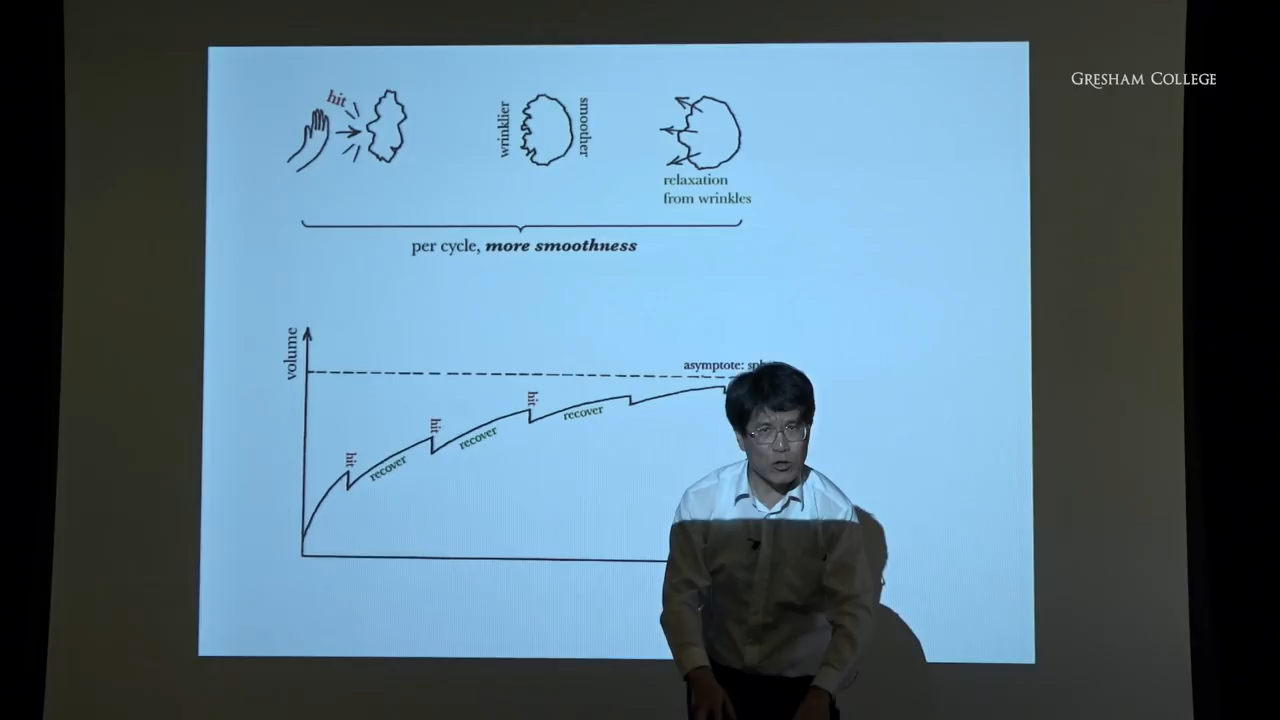 GRESHAM COLLEGE
hit
wrinklier
smoother
relaxation
from wrinkles
per cycle, more smoothness
volume
asymptote:
hit
recover
hit
recover
hit
recover